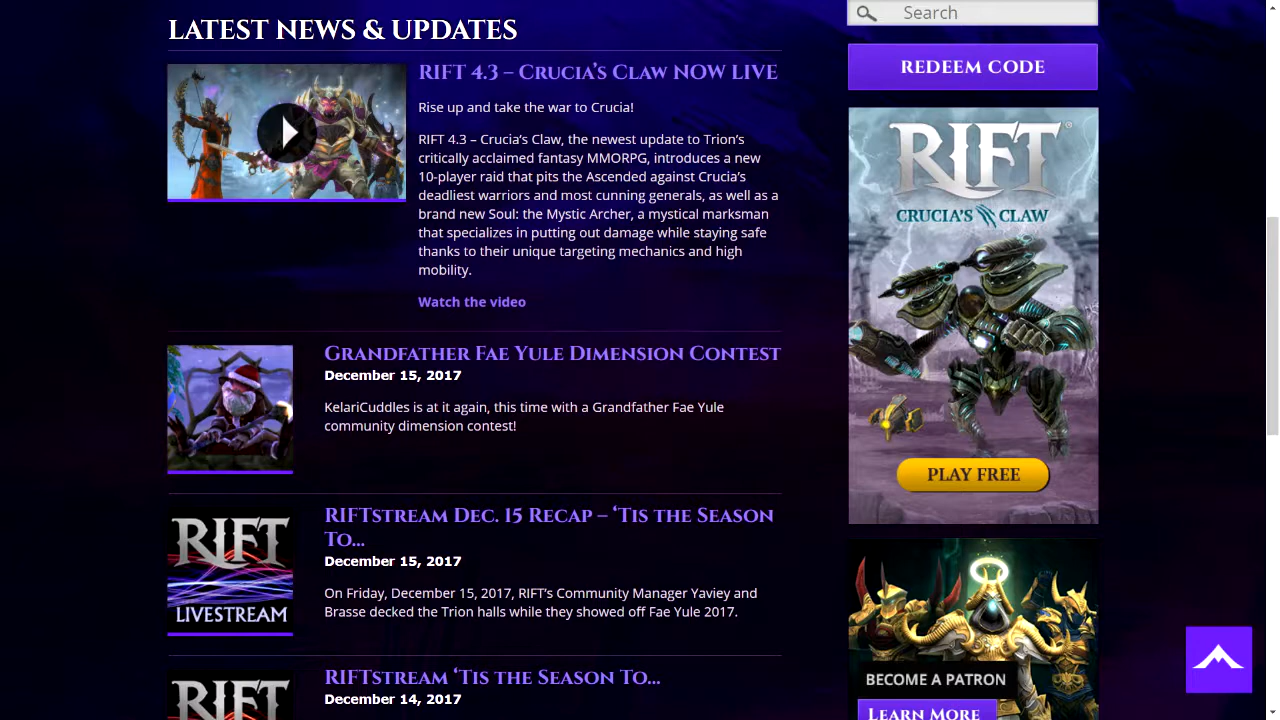 LATEST NEWS & UPDATES
RIFT 4.3 – Crucia’s Claw NOW LIVE
Rise up and take the war to Crucia!
RIFT 4.3 – Crucia’s Claw, the newest update to Trion’s
critically acclaimed fantasy MMORPG, introduces a new
10-player raid that pits the Ascended against Crucia’s
deadliest warriors and most cunning generals, as well as a
brand new Soul: the Mystic Archer, a mystical marksman
that specializes in putting out damage while staying safe
thanks to their unique targeting mechanics and high
mobility.
Watch the video
Grandfather Fae Yule Dimension Contest
December 15, 2017
KelariCuddles is at it again, this time with a Grandfather Fae Yule
community dimension contest!
RIFT
LIVESTREAM
RIFTstream Dec. 15 Recap – ‘Tis the Season
To…
December 15, 2017
On Friday, December 15, 2017, RIFT’s Community Manager Yaviey and
Brasse decked the Trion halls while they showed off Fae Yule 2017.
RIFT
RIFTstream ‘Tis the Season To…
December 14, 2017
Search
REDEEM CODE
RIFT®
CRUCIA’S CLAW
PLAY FREE
BECOME A PATRON
Learn More